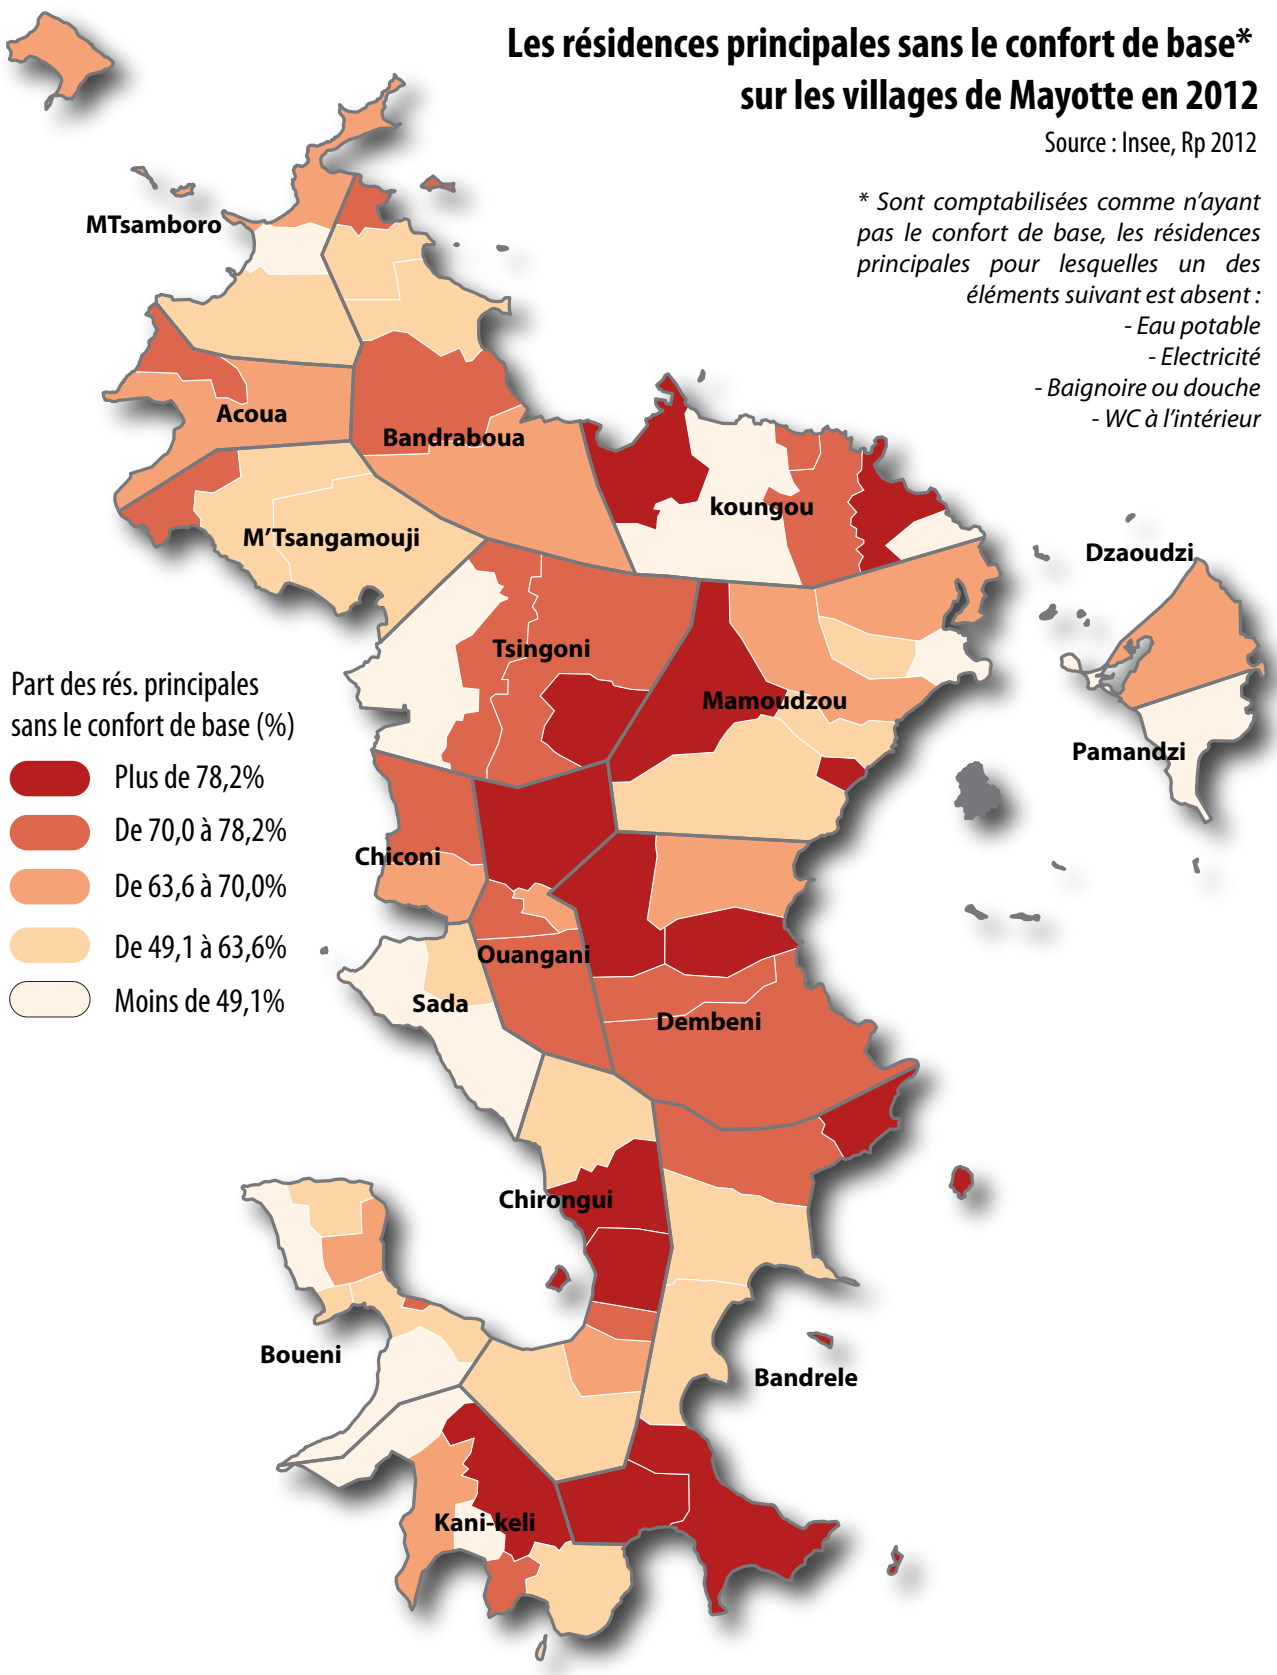 Les résidences principales sans le confort de base*
sur les villages de Mayotte en 2012
Source : Insee, Rp 2012
* Sont comptabilisées comme n'ayant
pas le confort de base, les résidences
principales pour lesquelles un des
éléments suivant est absent :
- Eau potable
- Electricité
- Baignoire ou douche
- WC à l'intérieur
MTsamboro
Acoua
Bandraboua
koungou
M'Tsangamouji
Dzaoudzi
Tsingoni
Mamoudzou
Pamandzi
Part des rés. principales
sans le confort de base (%)
Plus de 78,2%
De 70,0 à 78,2%
De 63,6 à 70,0%
De 49,1 à 63,6%
Moins de 49,1%
Chiconi
Ouangani
Sada
Dembeni
Chirongui
Boueni
Bandrele
Kani-keli